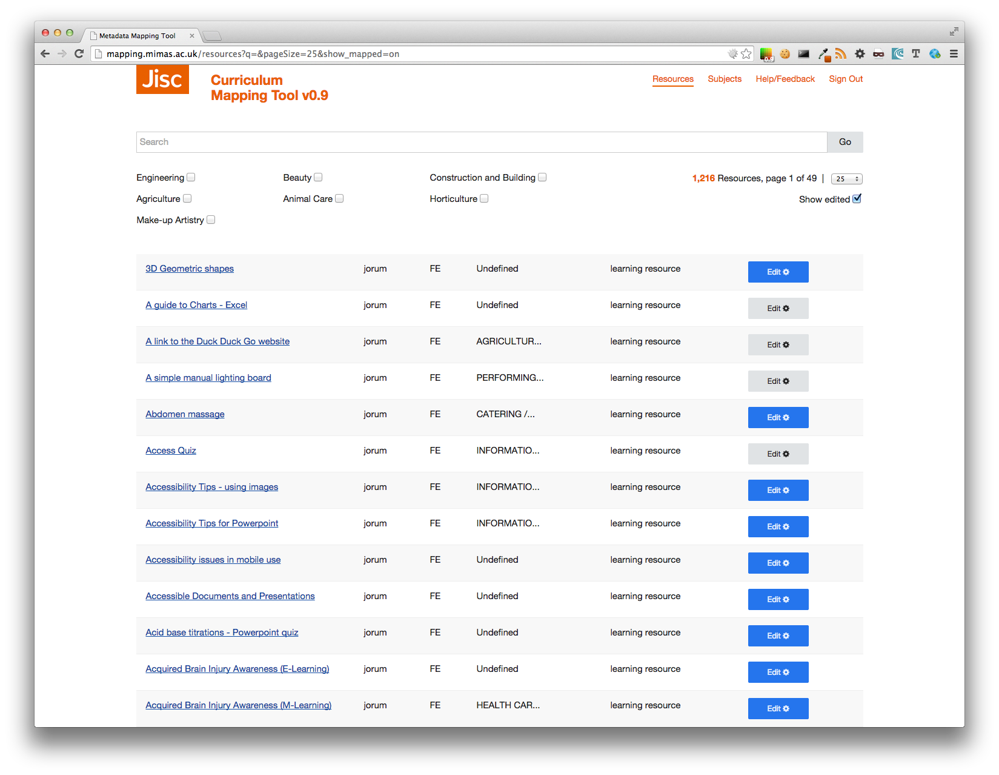 Metadata Mapping Tool
mapping.mimas.ac.uk/resources?q=&pageSize=25&show_mapped=on
0.9
T
Jisc
Curriculum
Mapping Tool v0.9
Resources Subjects Help/Feedback Sign Out
Search Go
Engineering Beauty Construction and Building 1,216 Resources, page 1 of 49 | 25
Agriculture Animal Care Horticulture Show edited
Make-up Artistry
3D Geometric shapes jorum FE Undefined learning resource Edit
A guide to Charts - Excel jorum FE Undefined learning resource Edit
A link to the Duck Duck Go website jorum FE AGRICULTUR... learning resource Edit
A simple manual lighting board jorum FE PERFORMING... learning resource Edit
Abdomen massage jorum FE CATERING /... learning resource Edit
Access Quiz jorum FE INFORMATIO... learning resource Edit
Accessibility Tips - using images jorum FE INFORMATIO... learning resource Edit
Accessibility Tips for Powerpoint jorum FE INFORMATIO... learning resource Edit
Accessibility issues in mobile use jorum FE Undefined learning resource Edit
Accessible Documents and Presentations jorum FE Undefined learning resource Edit
Acid base titrations - Powerpoint quiz jorum FE Undefined learning resource Edit
Acquired Brain Injury Awareness (E-Learning) jorum FE Undefined learning resource Edit
Acquired Brain Injury Awareness (M-Learning) jorum FE HEALTH CAR... learning resource Edit